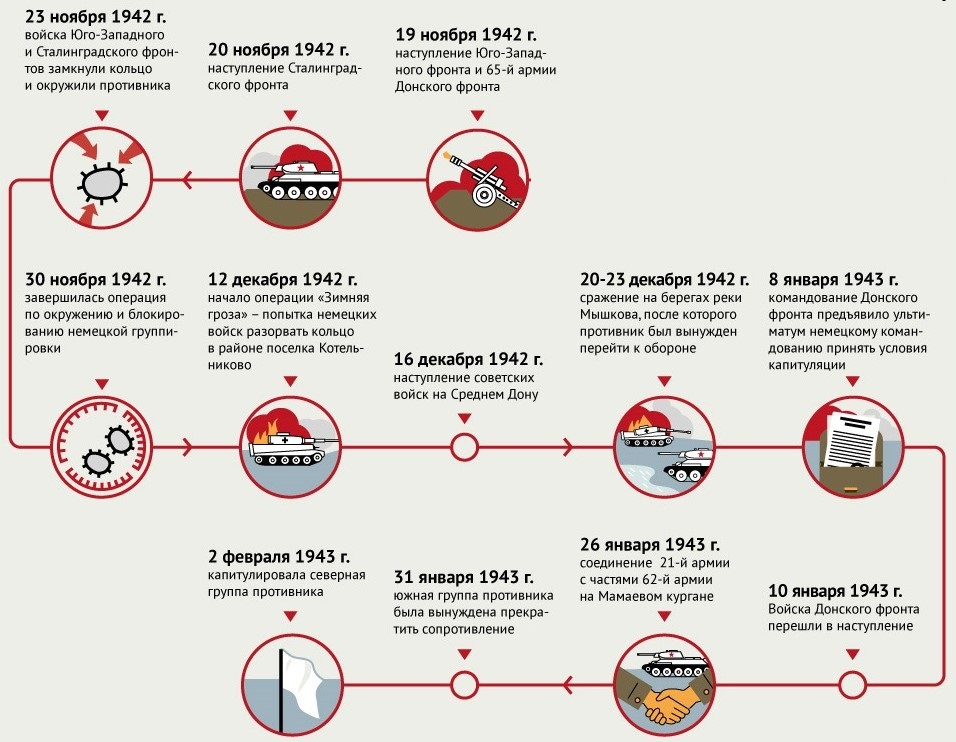 19 ноября 1942 г.
наступление Юго-Запад-
ного фронта и 65-й армии
Донского фронта
20 ноября 1942 г.
наступление Сталинград-
ского фронта
23 ноября 1942 г.
войска Юго-Западного
и Сталинградского фрон-
тов замкнули кольцо
и окружили противника
30 ноября 1942 г.
завершилась операция
по окружению и блокиро-
ванию немецкой группи-
ровки
12 декабря 1942 г.
начало операции «Зимняя
гроза» – попытка немецких
войск разорвать кольцо
в районе поселка Котель-
никово
16 декабря 1942 г.
наступление советских
войск на Среднем Дону
20-23 декабря 1942 г.
сражение на берегах реки
Мышкова, после которого
противник был вынужден
перейти к обороне
8 января 1943 г.
командование Донского
фронта предъявило ульти-
матум немецкому коман-
дованию принять условия
капитуляции
10 января 1943 г.
Войска Донского фронта
перешли в наступление
26 января 1943 г.
соединение 21-й армии
с частями 62-й армии
на Мамаевом кургане
31 января 1943 г.
южная группа противника
была вынуждена прекра-
тить сопротивление
2 февраля 1943 г.
капитулировала северная
группа противника